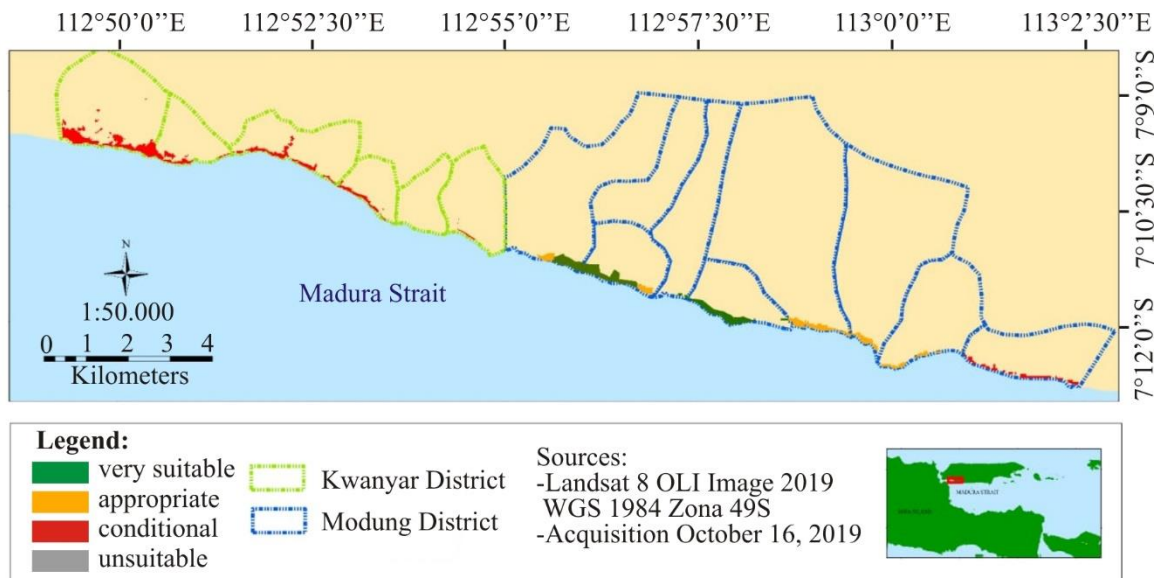 112°50'0''E 112°52'30''E 112°55'0''E 112°57'30''E 113°0'0''E 113°2'30''E
7°9'0''S
7°10'30''S
7°12'0''S
N
1:50.000
0 1 2 3 4
Kilometers
Madura Strait
Legend:
very suitable
appropriate
conditional
unsuitable
Kwanyar District
Modung District
Sources:
-Landsat 8 OLI Image 2019
WGS 1984 Zona 49S
-Acquisition October 16, 2019
MADURA STRAIT